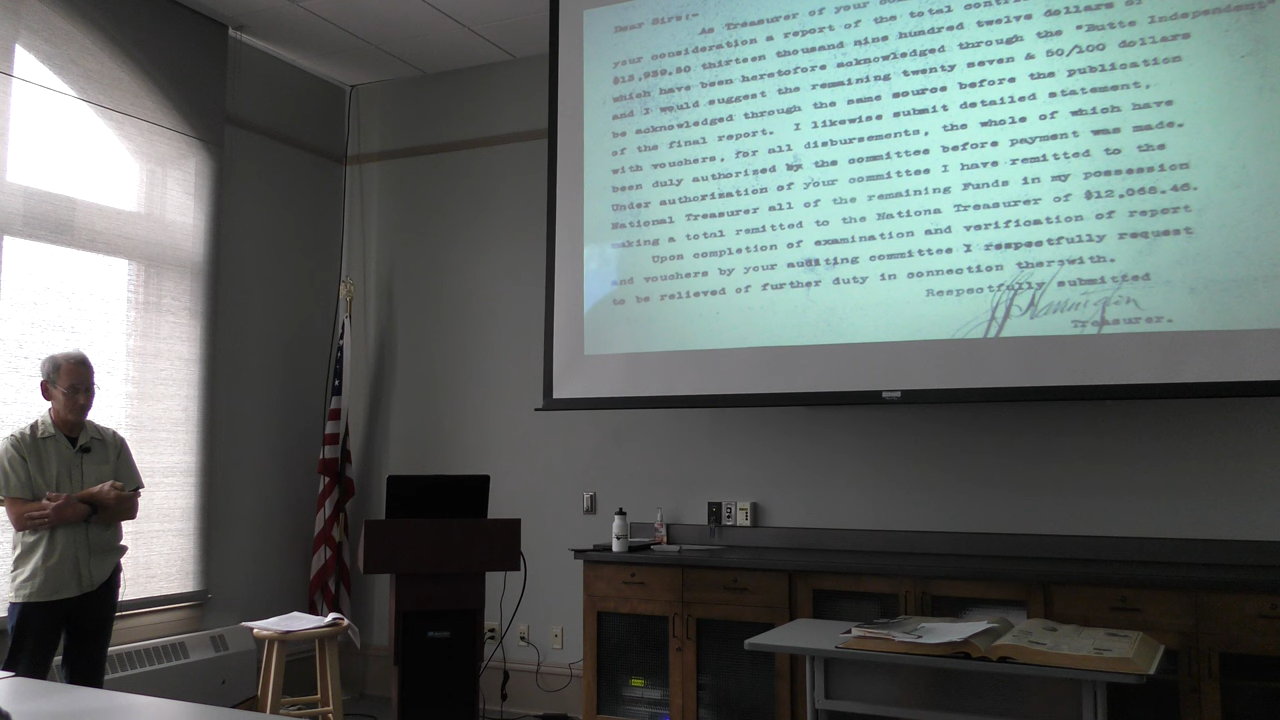 Dear Sirs:- As Treasurer of your
your consideration a report of the total
$13,939.50 thirteen thousand nine hundred twelve dollars of
which have been heretofore acknowledged through the "Butte Independent"
and I would suggest the remaining twenty seven & 50/100 dollars
be acknowledged through the same source before the publication
of the final report. I likewise submit detailed statement,
with vouchers, for all disbursements, the whole of which have
been duly authorized by the committee before payment was made.
Under authorization of your committee I have remitted to the
National Treasurer all of the remaining Funds in my possession
making a total remitted to the Nationa Treasurer of $12,068.46.
Upon completion of examination and verification of report
and vouchers by your auditing committee I respectfully request
to be relieved of further duty in connection therewith.
Respectfully submitted
Harrington
Treasurer.